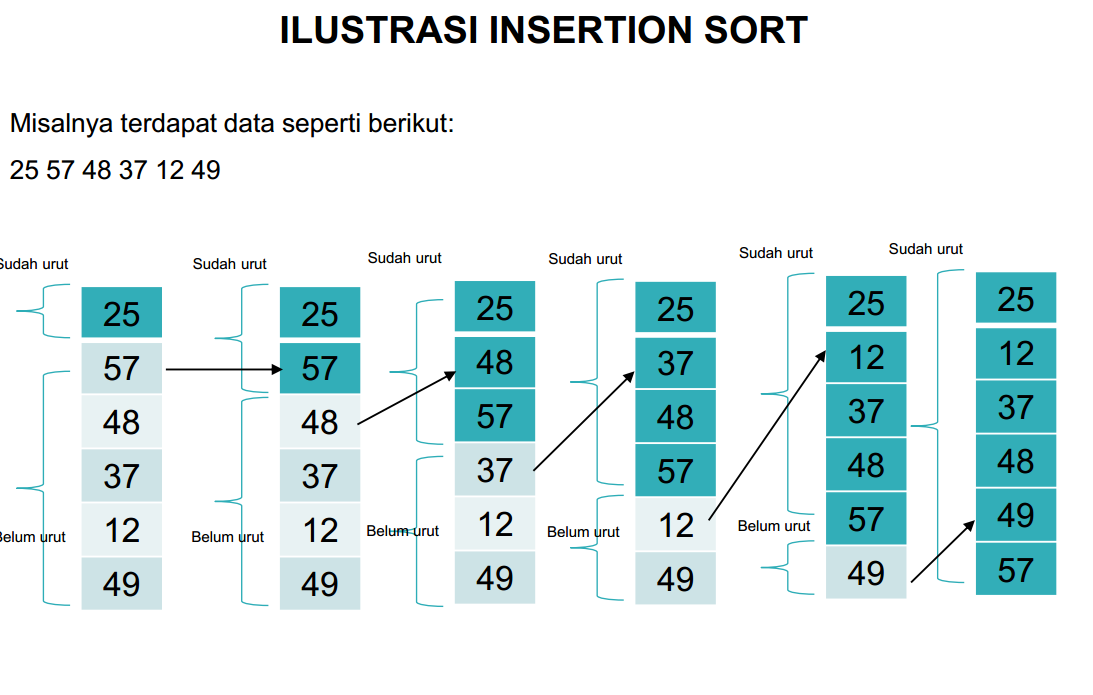 ILUSTRASI INSERTION SORT
Misalnya terdapat data seperti berikut:
25 57 48 37 12 49
Sudah urut
25
57
48
37
12
49
Belum urut
Sudah urut
25
57
48
37
12
49
Belum urut
Sudah urut
25
48
57
37
12
49
Belum urut
Sudah urut
25
37
48
57
12
49
Belum urut
Sudah urut
25
12
37
48
57
49
Belum urut
Sudah urut
25
12
37
48
49
57